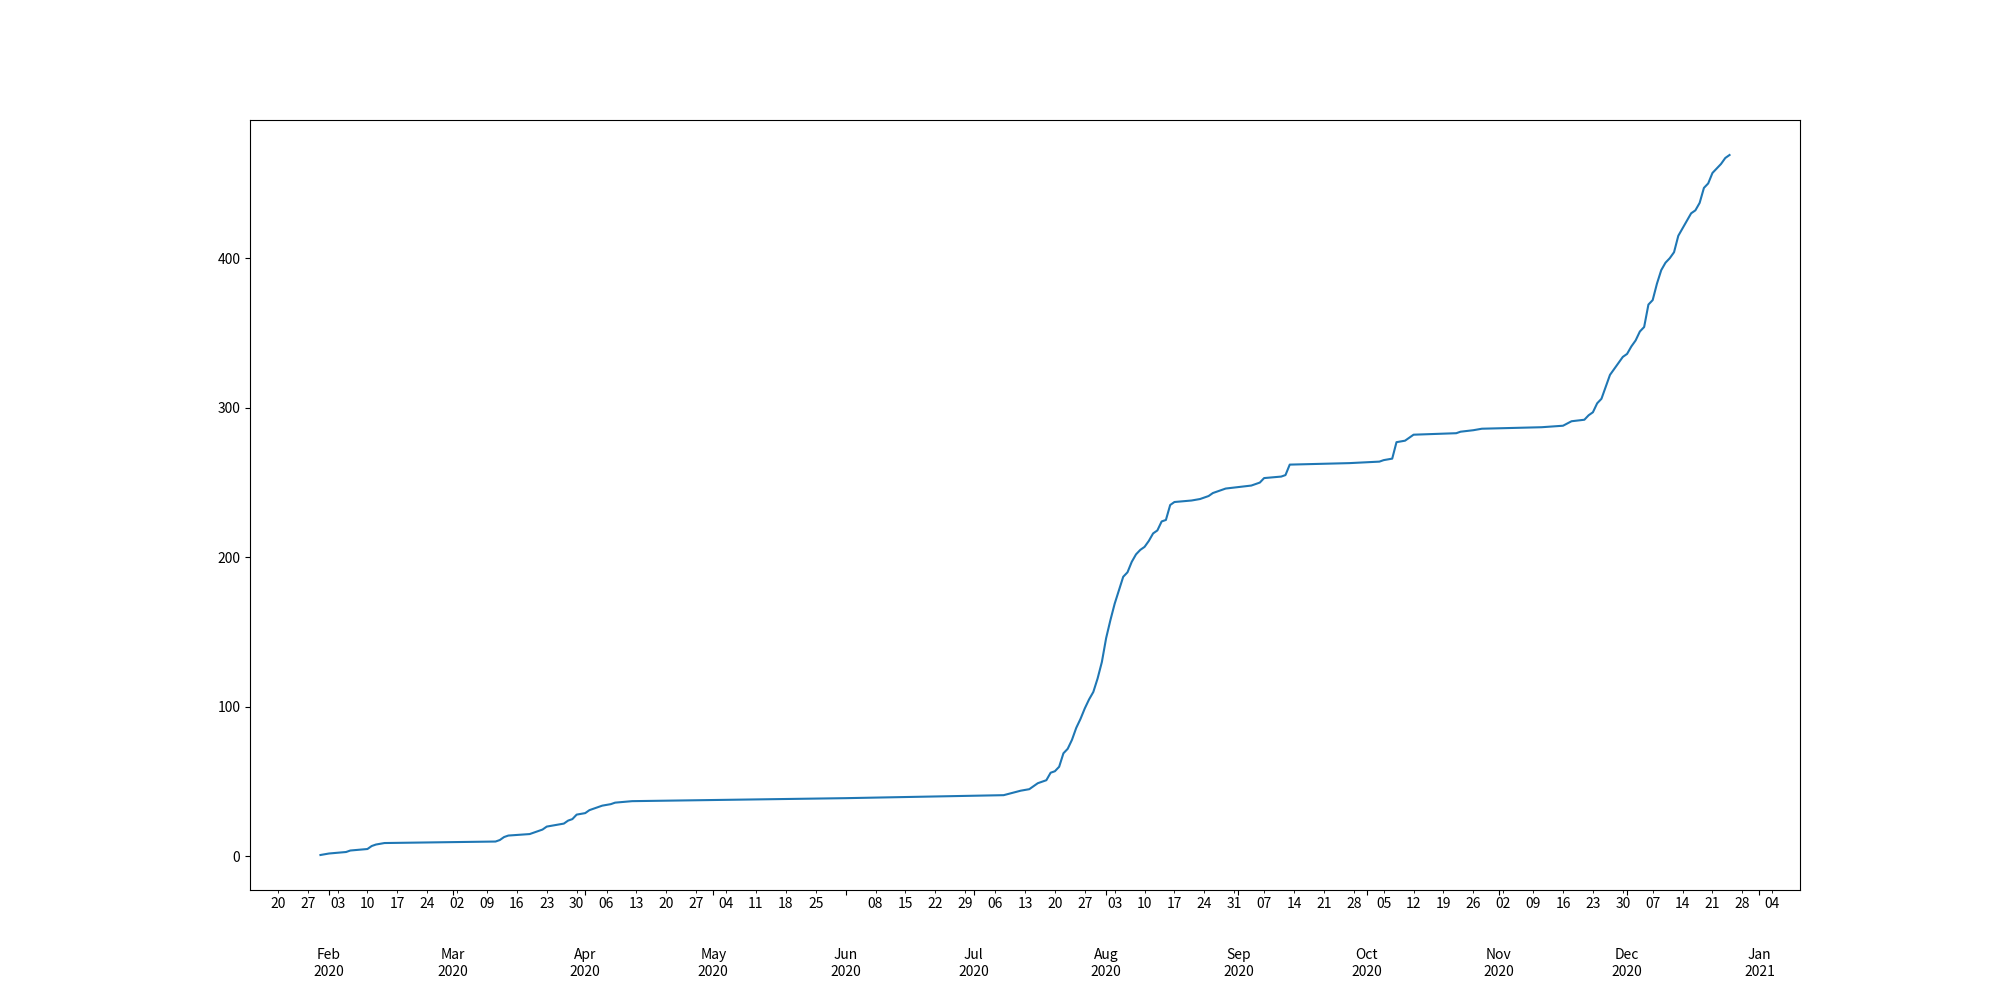 400
300
200
100
0
20 27 03 10 17 24 02 09 16 23 30 06 13 20 27 04 11 18 25 08 15 22 29 06 13 20 27 03 10 17 24 31 07 14 21 28 05 12 19 26 02 09 16 23 30 07 14 21 28 04
Feb Mar Apr May Jun Jul Aug Sep Oct Nov Dec Jan
2020 2020 2020 2020 2020 2020 2020 2020 2020 2020 2020 2021